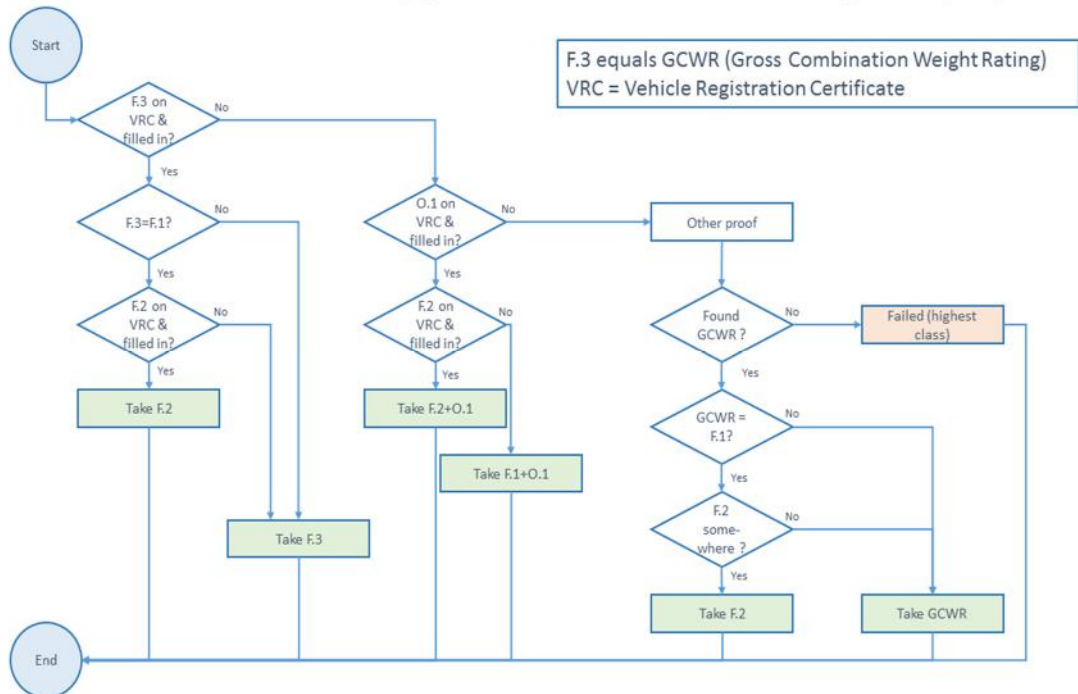 Start
F.3 equals GCWR (Gross Combination Weight Rating)
VRC = Vehicle Registration Certificate
F.3 on
VRC &
filled in?
No
Yes
F.3=F.1?
No
Yes
F.2 on
VRC &
filled in?
No
Yes
Take F.2
Take F.3
O.1 on
VRC &
filled in?
No
Yes
F.2 on
VRC &
filled in?
No
Yes
Take F.2+O.1
Take F.1+O.1
Other proof
Found
GCWR ?
No
Failed (highest
class)
Yes
GCWR =
F.1?
No
Yes
F.2
some-
where ?
No
Yes
Take F.2
Take GCWR
End